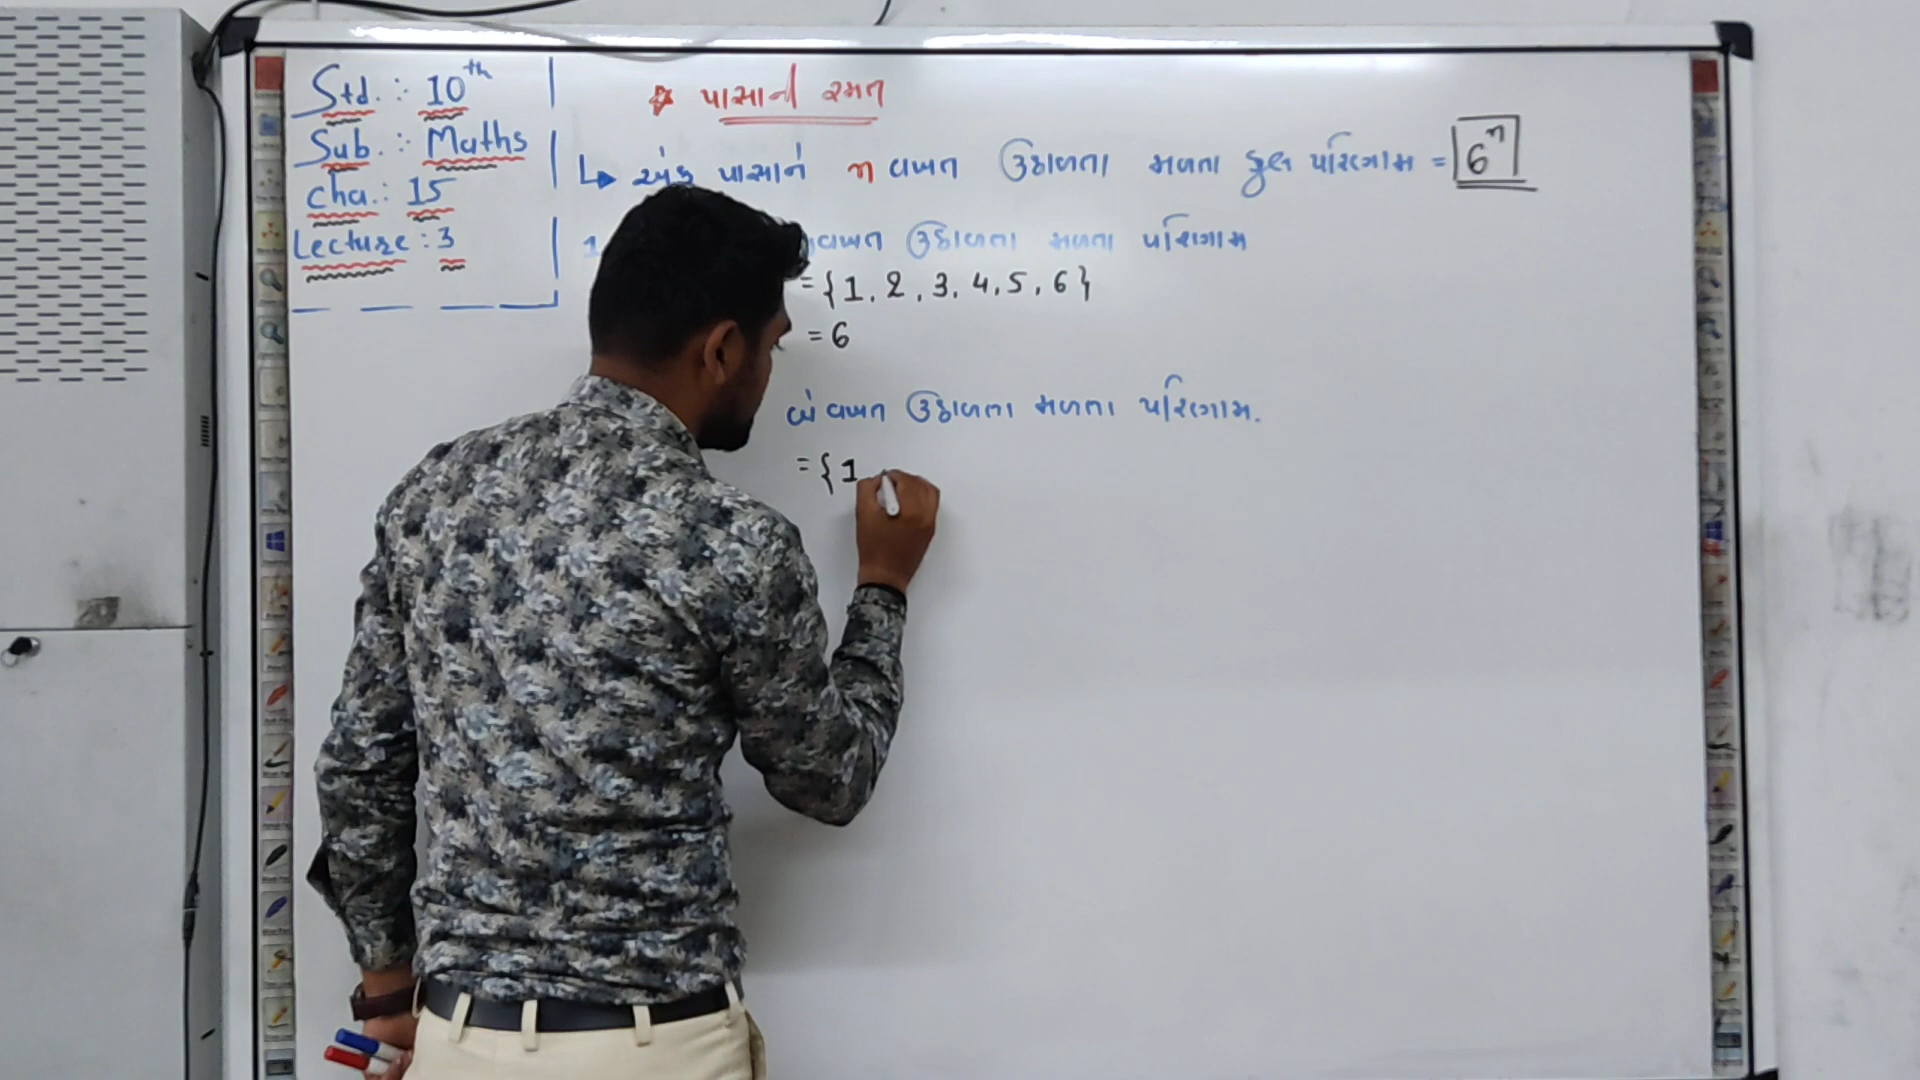 Std. : 10th
Sub. : Maths
Cha. : 15
Lecture : 3
પાસાની રમત
એક પાસાને n વખત ઉછાળતા મળતા કુલ પરિણામ = 6ⁿ
1 વખત ઉછાળતા મળતા પરિણામ
= {1, 2, 3, 4, 5, 6}
= 6
બે વખત ઉછાળતા મળતા પરિણામ.
= {1